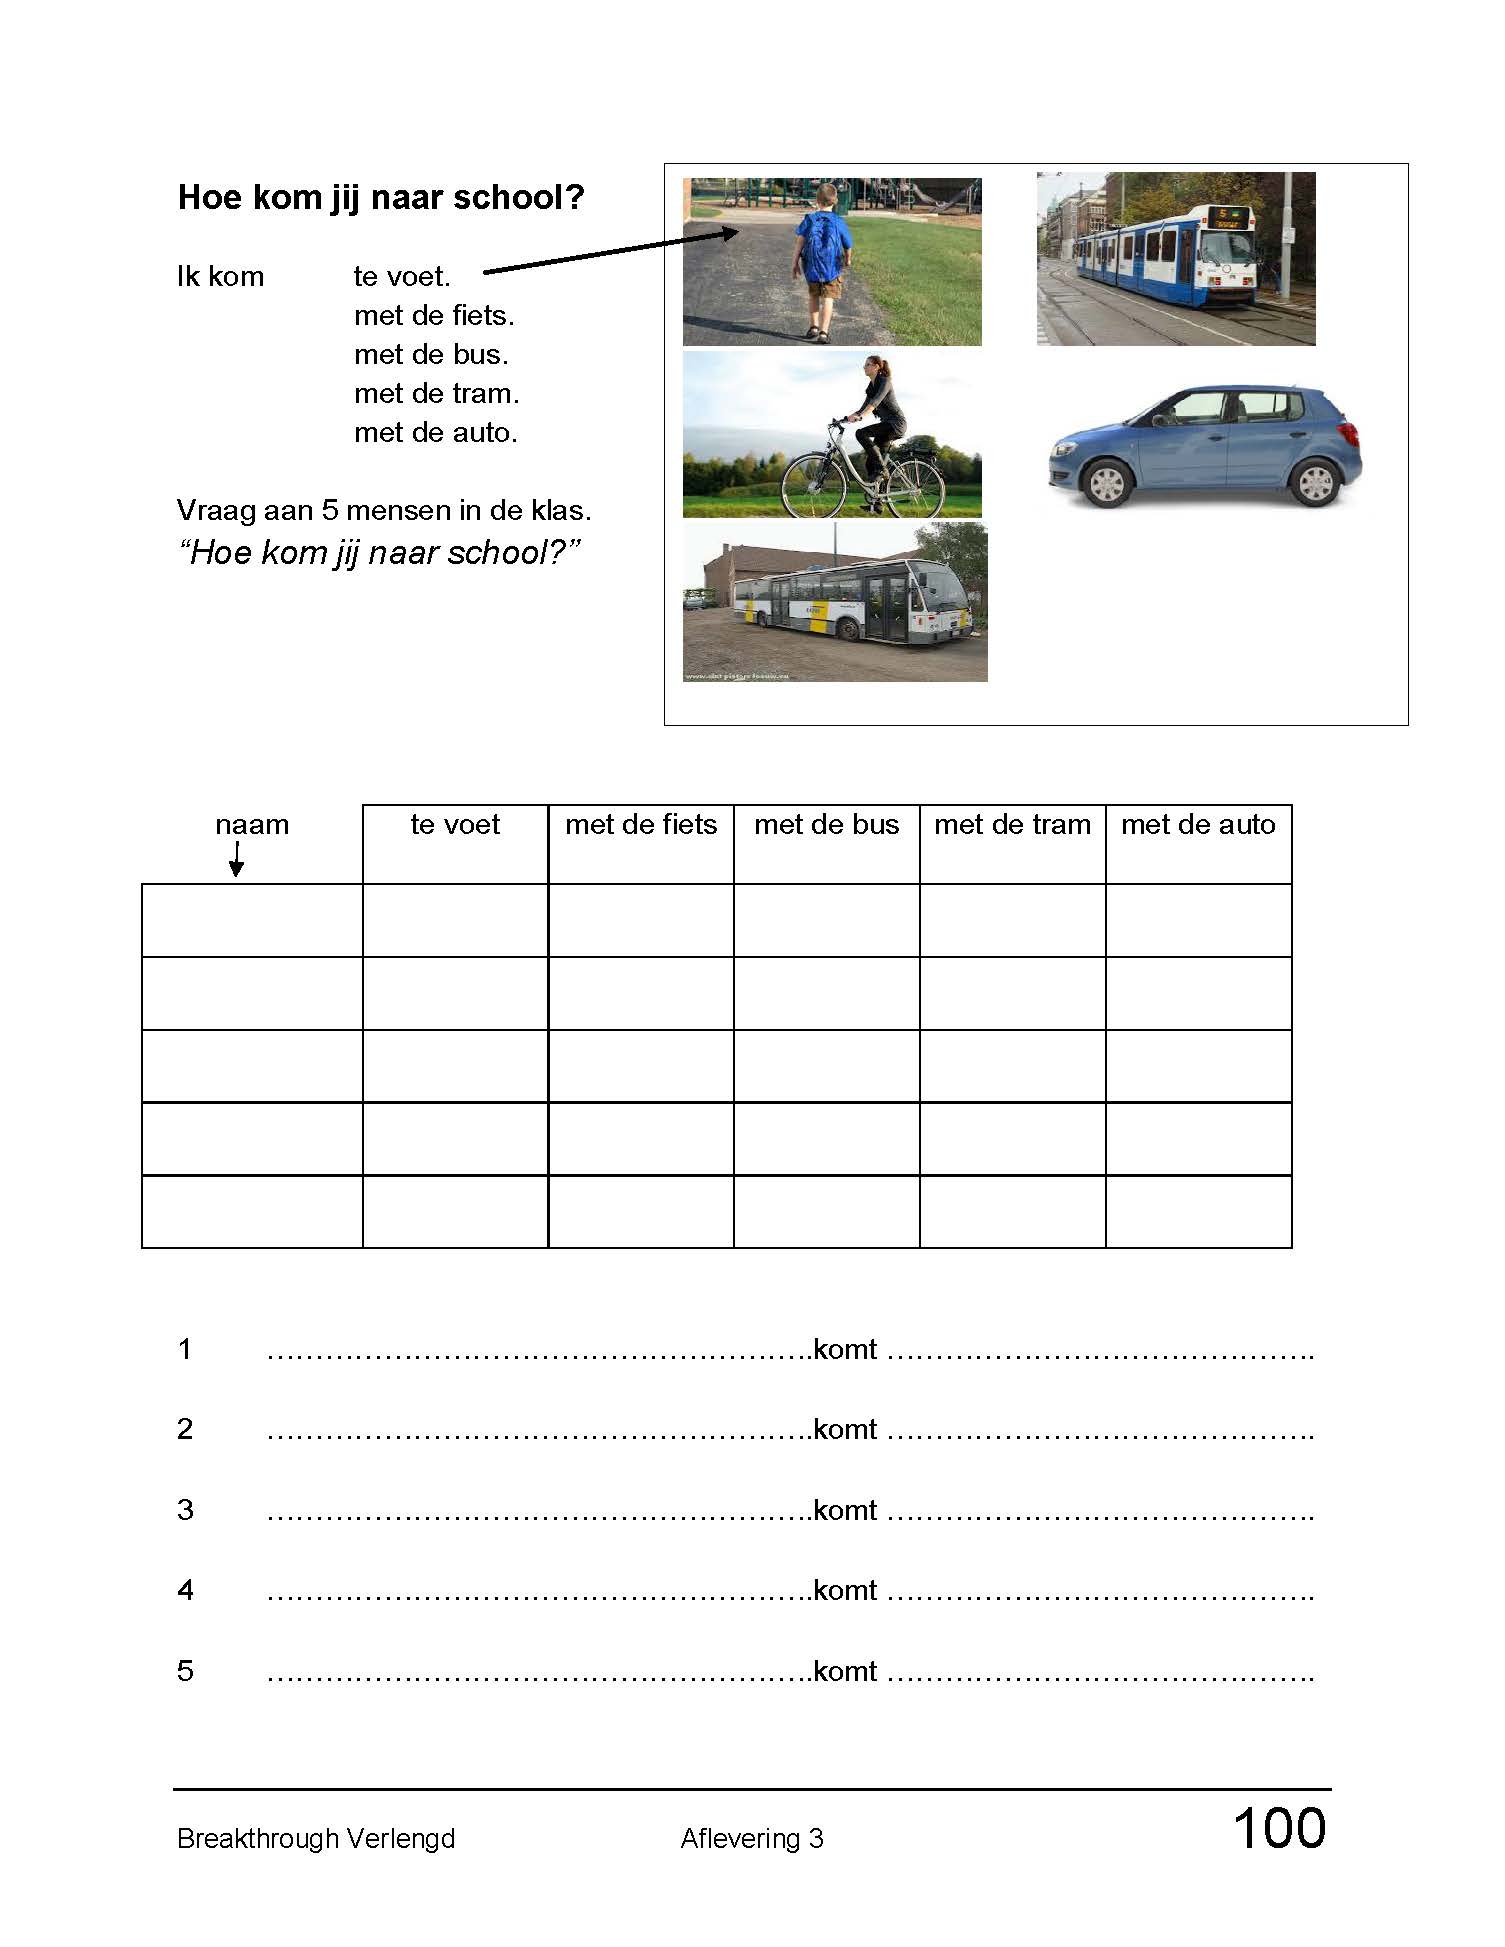 Hoe kom jij naar school?
Ik kom te voet.
met de fiets.
met de bus.
met de tram.
met de auto.
Vraag aan 5 mensen in de klas.
“Hoe kom jij naar school?”
5
naam te voet met de fiets met de bus met de tram met de auto
1 ……………………………………………….komt …………………………………….
2 ……………………………………………….komt …………………………………….
3 ……………………………………………….komt …………………………………….
4 ……………………………………………….komt …………………………………….
5 ……………………………………………….komt …………………………………….
Breakthrough Verlengd Aflevering 3 100